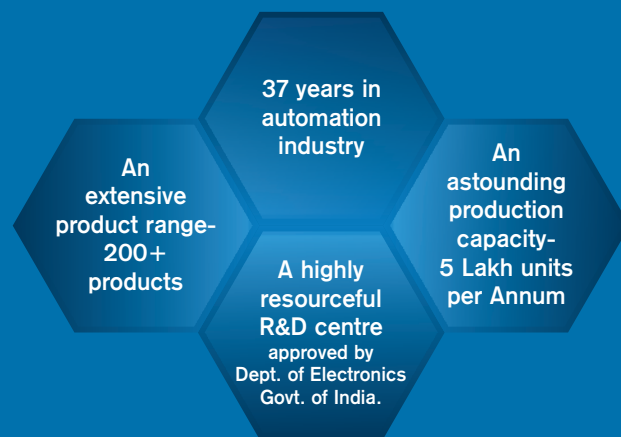 37 years in
automation
industry
An
extensive
product range-
200+
products
An
astounding
production
capacity-
5 Lakh units
per Annum
A highly
resourceful
R&D centre
approved by
Dept. of Electronics
Govt. of India.